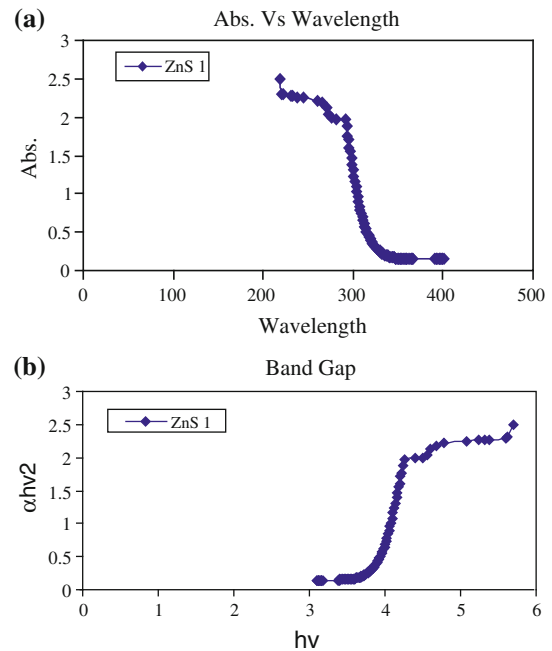 (a)
Abs. Vs Wavelength
3
ZnS 1
2.5
2
1.5
1
0.5
0
Abs.
0 100 200 300 400 500
Wavelength
(b)
Band Gap
3
ZnS 1
2.5
2
1.5
1
0.5
0
αhν2
0 1 2 3 4 5 6
hν